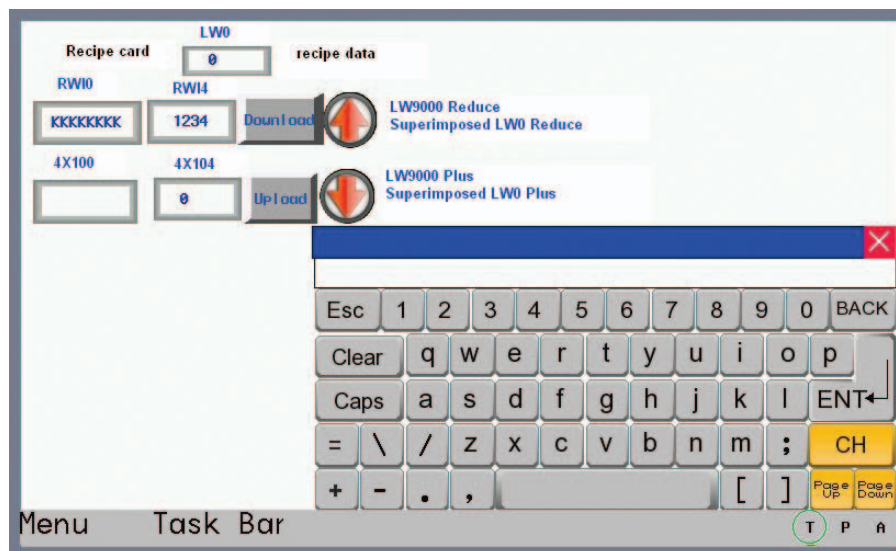 LW0
Recipe card 0 recipe data
RWI0 RWI4
KKKKKKKK 1234 Download LW9000 Reduce
Superimposed LW0 Reduce
4X100 4X104
0 Upload LW9000 Plus
Superimposed LW0 Plus
Esc 1 2 3 4 5 6 7 8 9 0 BACK
Clear q w e r t y u i o p
Caps a s d f g h j k l ENT
= \ / z x c v b n m ; CH
+ - . , [ ] Page Up Page Down
Menu Task Bar T P A